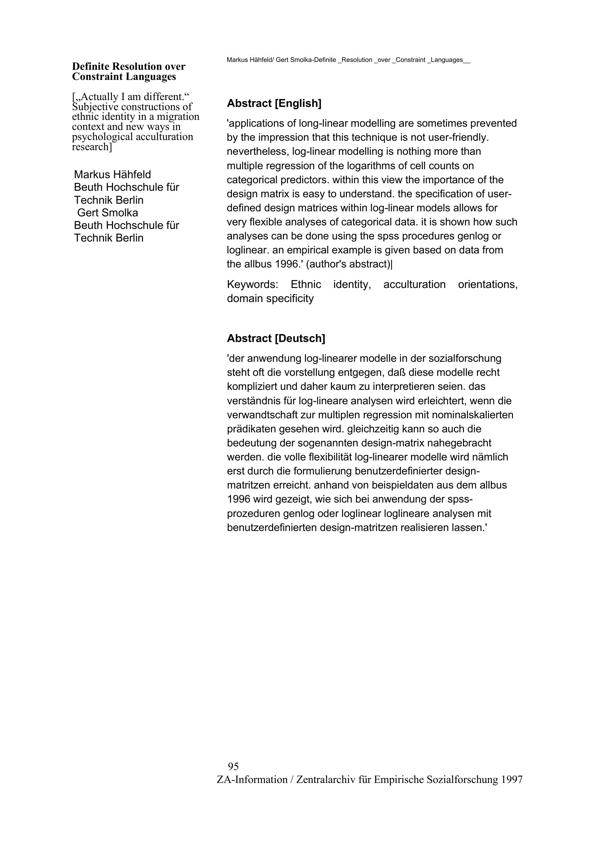 Markus Hähfeld/ Gert Smolka-Definite _Resolution _over _Constraint _Languages__
Definite Resolution over
Constraint Languages
[„Actually I am different.“
Subjective constructions of
ethnic identity in a migration
context and new ways in
psychological acculturation
research]
Markus Hähfeld
Beuth Hochschule für
Technik Berlin
Gert Smolka
Beuth Hochschule für
Technik Berlin
Abstract [English]
'applications of long-linear modelling are sometimes prevented
by the impression that this technique is not user-friendly.
nevertheless, log-linear modelling is nothing more than
multiple regression of the logarithms of cell counts on
categorical predictors. within this view the importance of the
design matrix is easy to understand. the specification of user-
defined design matrices within log-linear models allows for
very flexible analyses of categorical data. it is shown how such
analyses can be done using the spss procedures genlog or
loglinear. an empirical example is given based on data from
the allbus 1996.' (author's abstract)|
Keywords: Ethnic identity, acculturation orientations,
domain specificity
Abstract [Deutsch]
'der anwendung log-linearer modelle in der sozialforschung
steht oft die vorstellung entgegen, daß diese modelle recht
kompliziert und daher kaum zu interpretieren seien. das
verständnis für log-lineare analysen wird erleichtert, wenn die
verwandtschaft zur multiplen regression mit nominalskalierten
prädikaten gesehen wird. gleichzeitig kann so auch die
bedeutung der sogenannten design-matrix nahegebracht
werden. die volle flexibilität log-linearer modelle wird nämlich
erst durch die formulierung benutzerdefinierter design-
matritzen erreicht. anhand von beispieldaten aus dem allbus
1996 wird gezeigt, wie sich bei anwendung der spss-
prozeduren genlog oder loglinear loglineare analysen mit
benutzerdefinierten design-matritzen realisieren lassen.'
95
ZA-Information / Zentralarchiv für Empirische Sozialforschung 1997